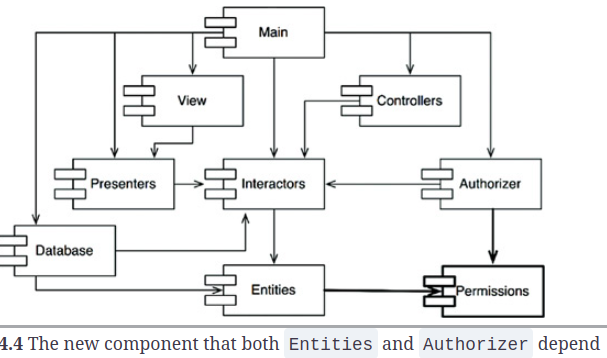 Main
View
Controllers
Presenters
Interactors
Authorizer
Database
Entities
Permissions
4.4 The new component that both Entities and Authorizer depend